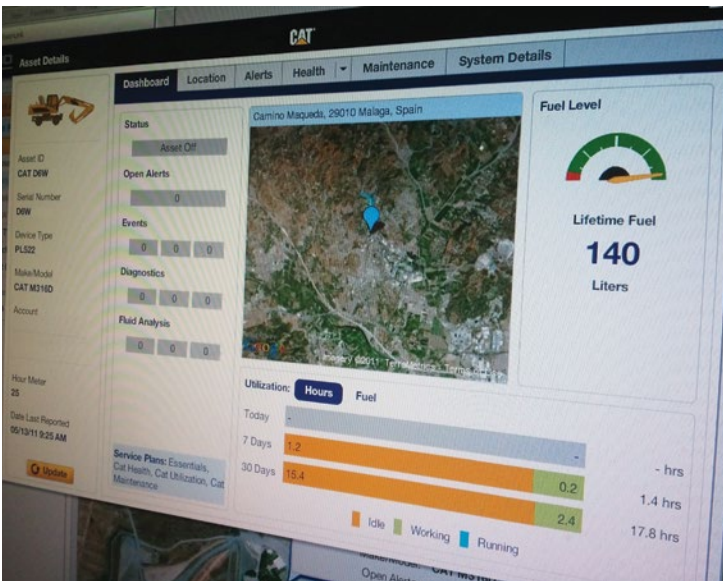 CAT
Asset Details
Asset ID
CAT D6W
Serial Number
D6W
Device Type
PL522
Make/Model
CAT M316D
Account
Hour Meter
25
Date Last Reported
05/13/11 9:25 AM
Update
Dashboard Location Alerts Health Maintenance System Details
Status
Asset Off
Open Alerts
0
Events
0 0 0
Diagnostics
0 0 0
Fluid Analysis
0 0 0
Service Plans: Essentials,
Cat Health, Cat Utilization, Cat
Maintenance
Camino Maqueda, 29010 Malaga, Spain
Imagery ©2011 TerraMetrics
Fuel Level
Lifetime Fuel
140
Liters
Utilization: Hours Fuel
Today - - - hrs
7 Days 1.2 0.2 1.4 hrs
30 Days 15.4 2.4 17.8 hrs
Idle Working Running
Open